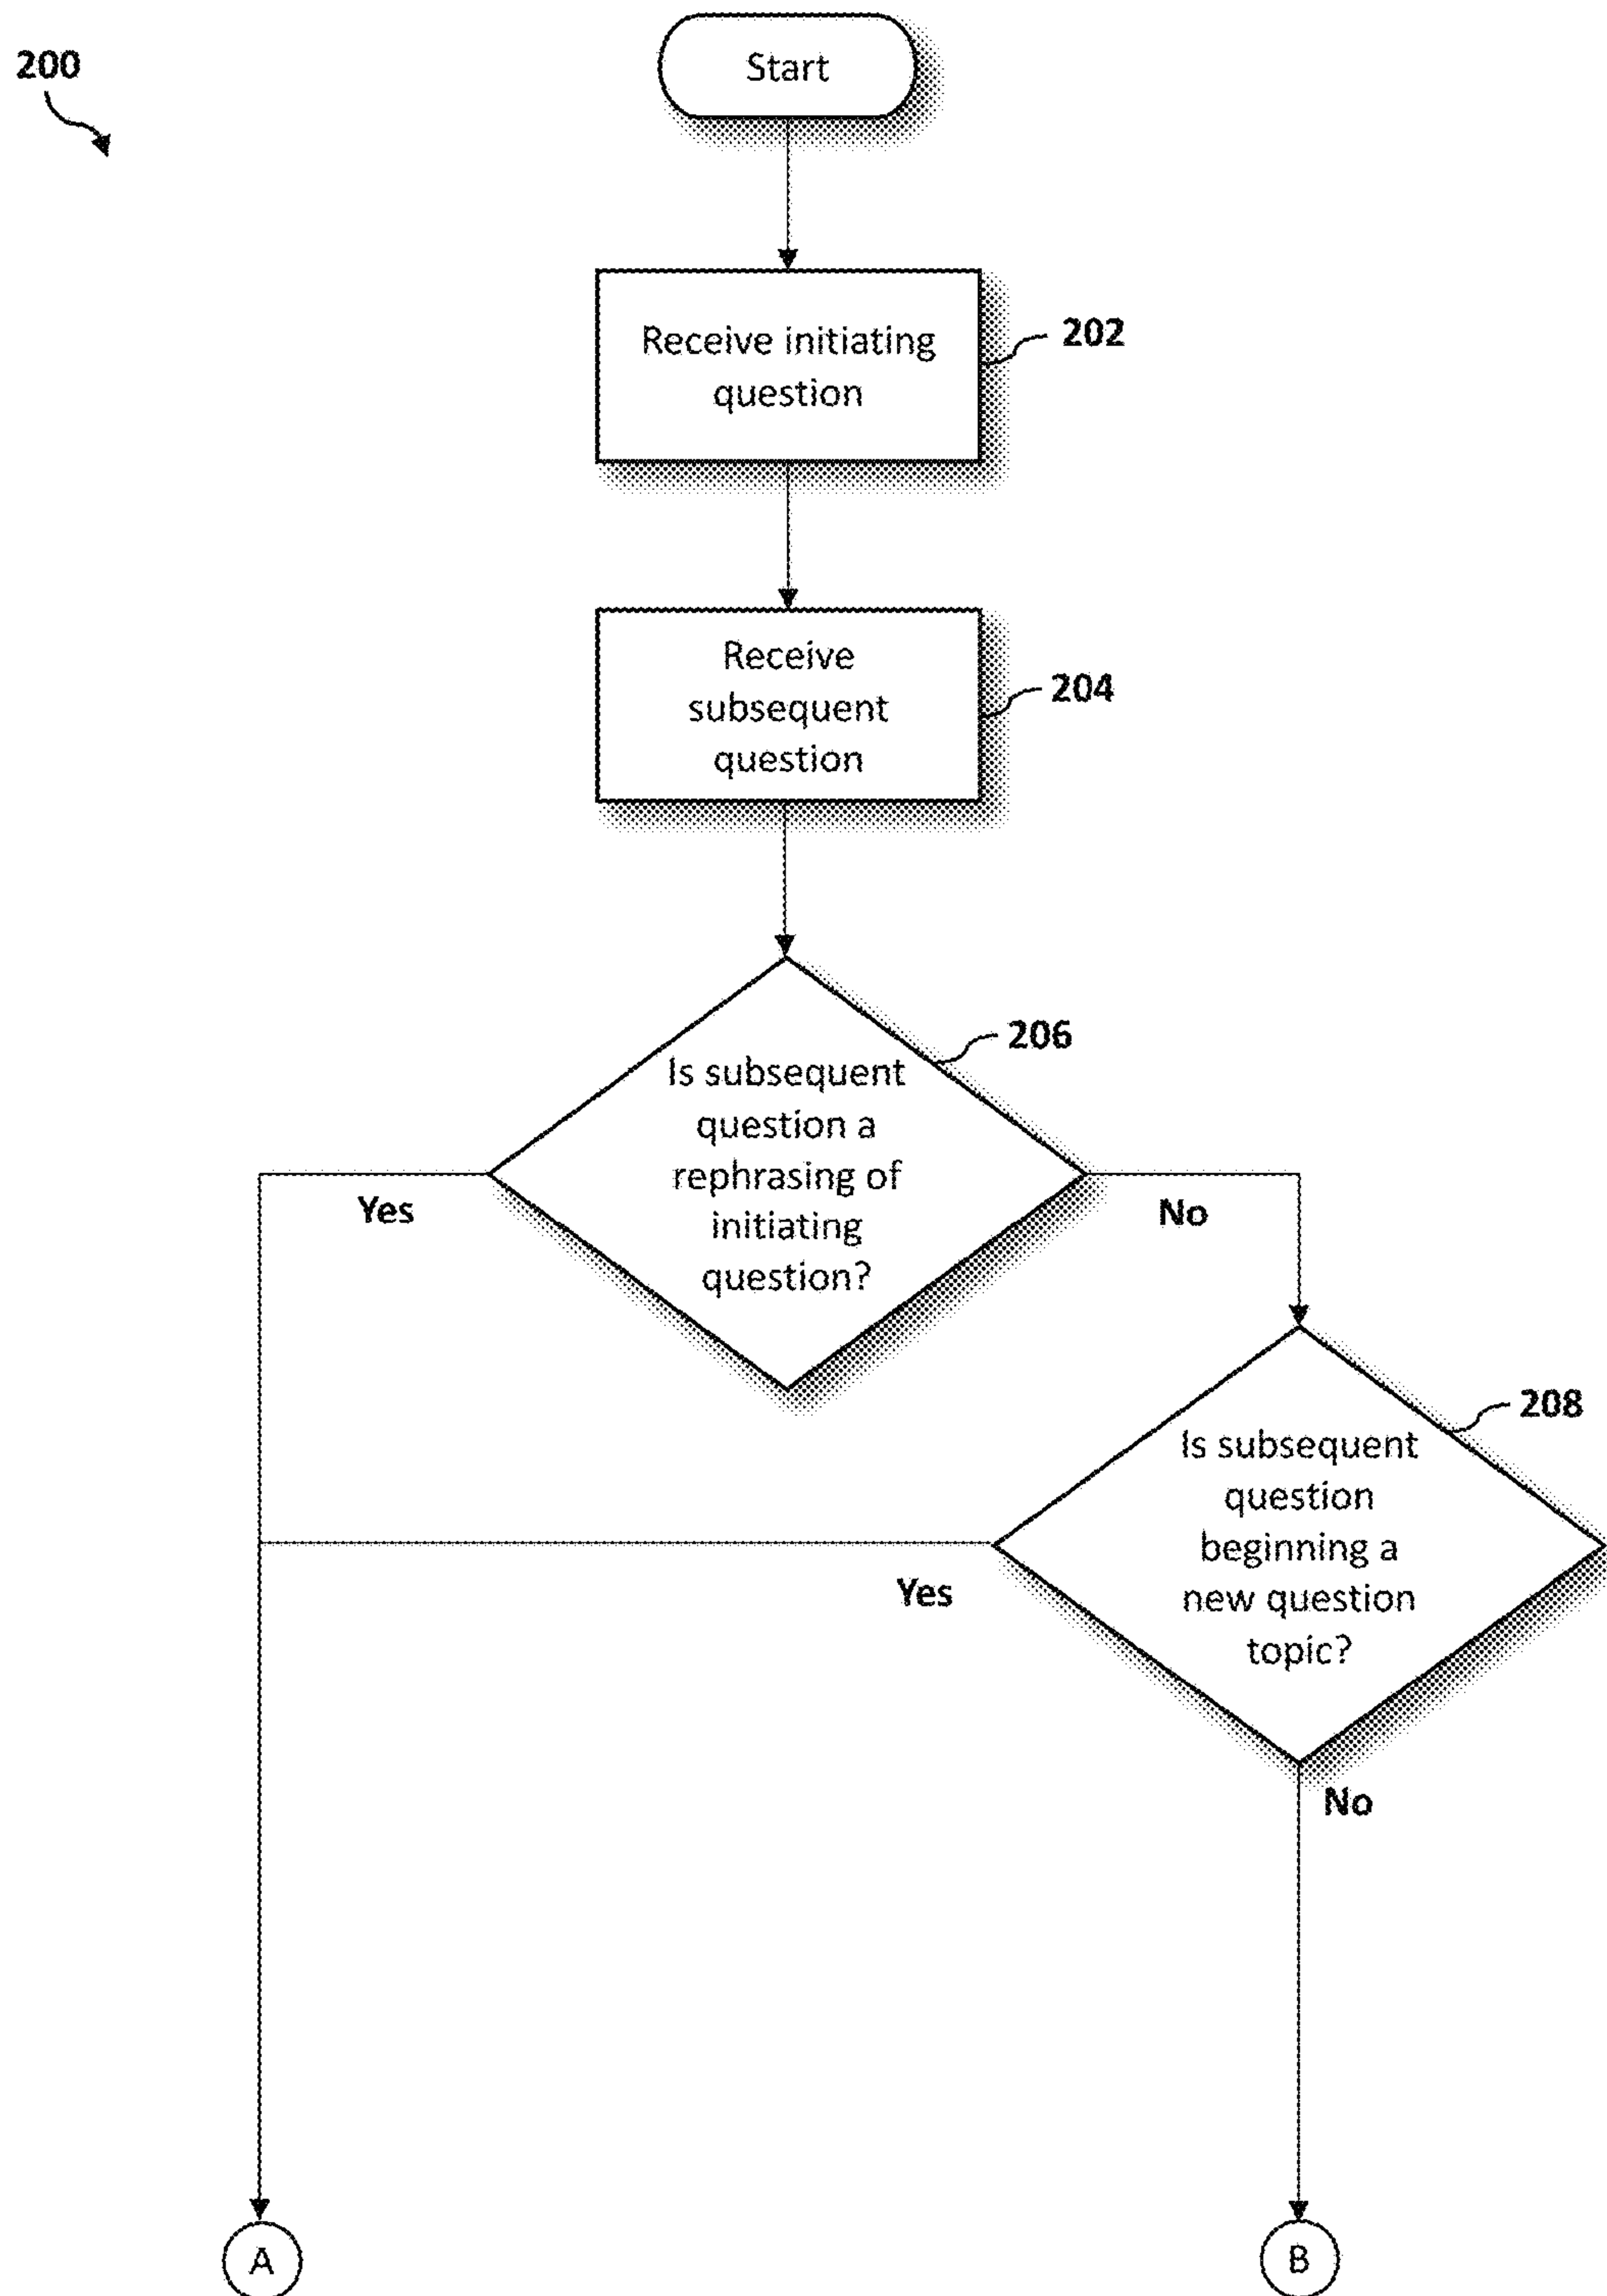 200
Start
Receive initiating
question
202
Receive
subsequent
question
204
206
Is subsequent
question a
rephrasing of
initiating
question?
Yes
No
208
Is subsequent
question
beginning a
new question
topic?
Yes
No
A
B